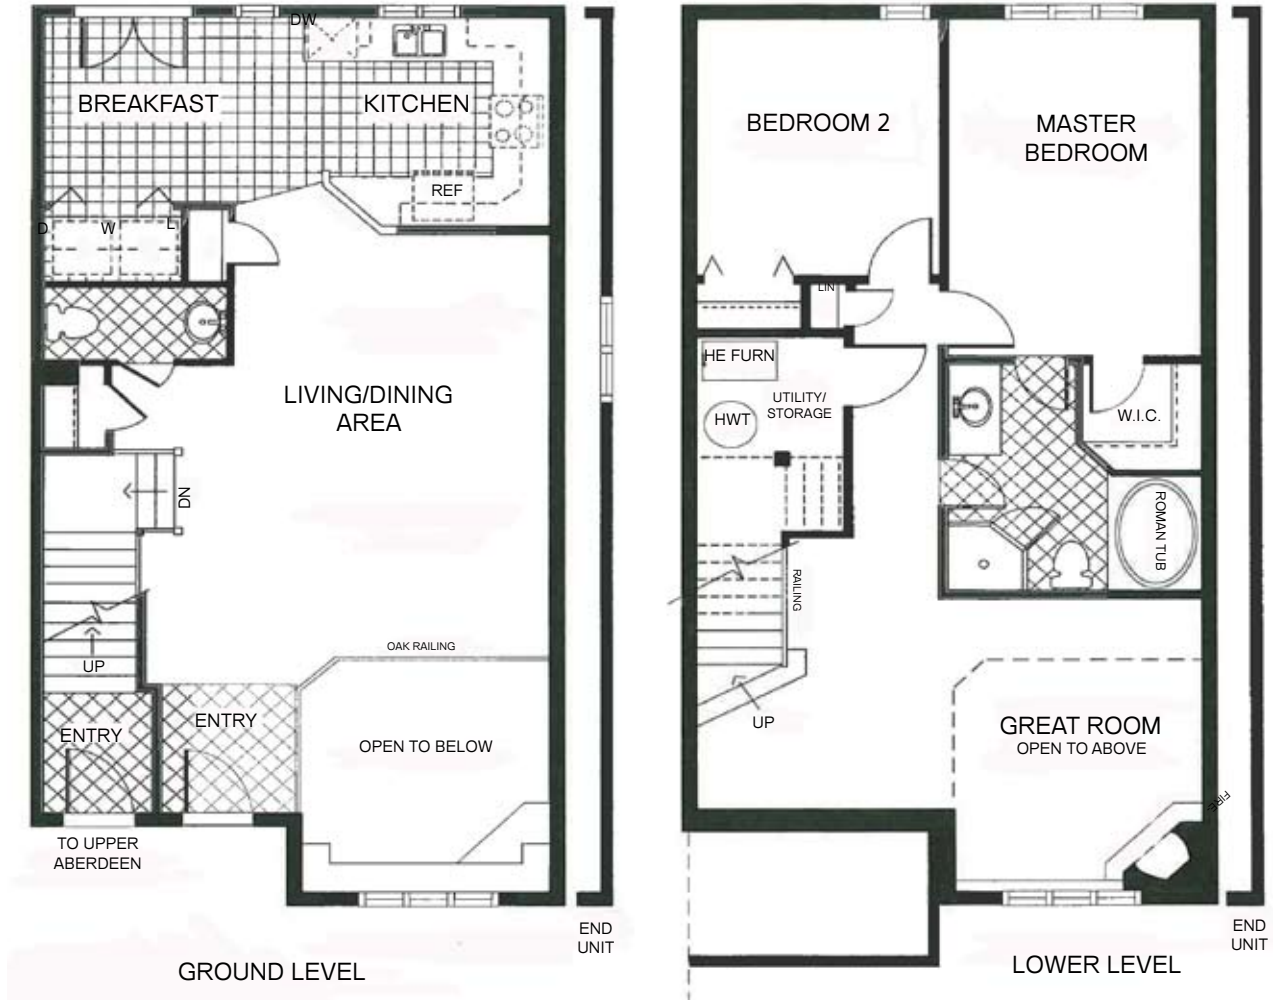 DW
BREAKFAST
KITCHEN
REF
D
W
L
LIVING/DINING
AREA
DN
UP
OAK RAILING
ENTRY
ENTRY
OPEN TO BELOW
TO UPPER
ABERDEEN
END
UNIT
GROUND LEVEL
BEDROOM 2
MASTER
BEDROOM
LIN
HE FURN
UTILITY/
STORAGE
HWT
W.I.C.
ROMAN TUB
RAILING
UP
GREAT ROOM
OPEN TO ABOVE
FIRE-
END
UNIT
LOWER LEVEL